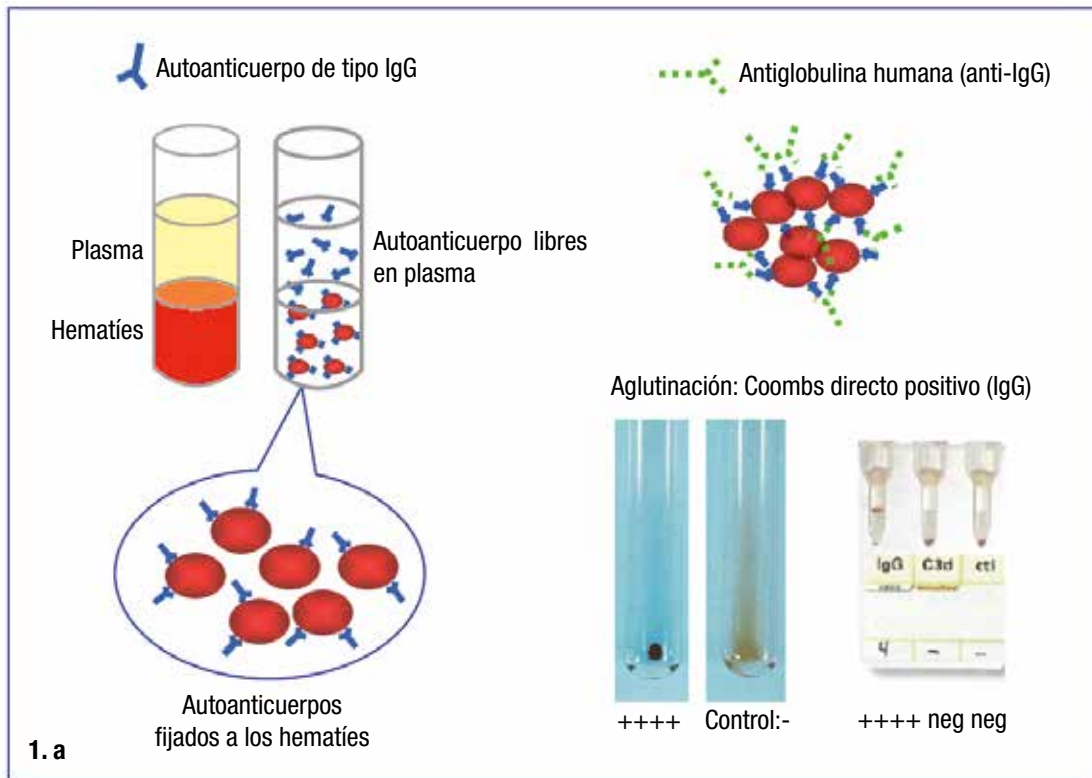 Autoanticuerpo de tipo IgG
Plasma
Hematíes
Autoanticuerpo libres
en plasma
Autoanticuerpos
fijados a los hematíes
1. a
Antiglobulina humana (anti-IgG)
Aglutinación: Coombs directo positivo (IgG)
IgG C3d ctl
4 - -
++++ Control:- ++++ neg neg